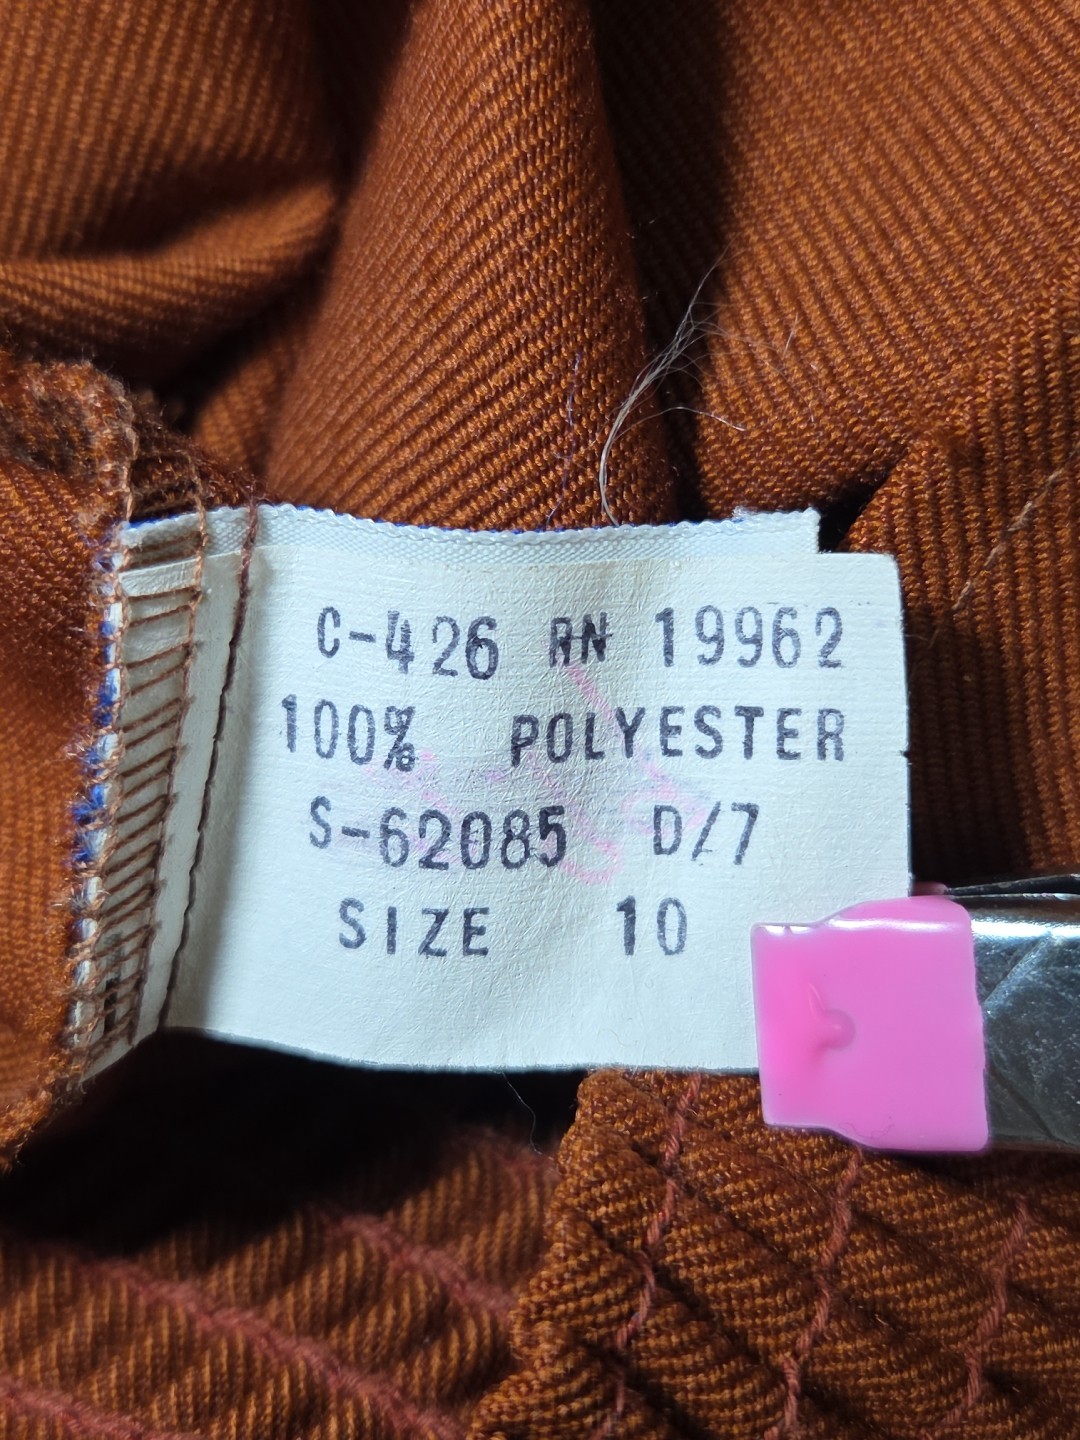 C-426 RN 19962
100% POLYESTER
S-62085 D/7
SIZE 10